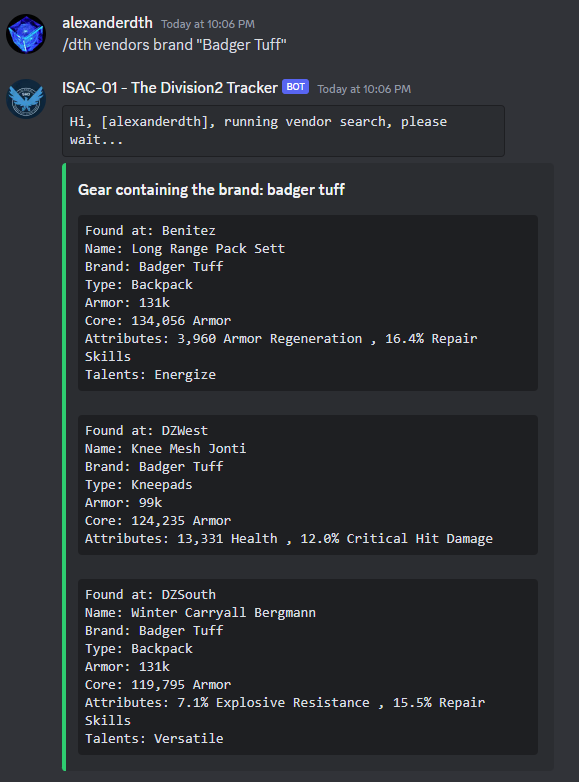 alexanderdth Today at 10:06 PM
/dth vendors brand "Badger Tuff"
ISAC-01 - The Division2 Tracker BOT Today at 10:06 PM
Hi, [alexanderdth], running vendor search, please
wait...
Gear containing the brand: badger tuff
Found at: Benitez
Name: Long Range Pack Sett
Brand: Badger Tuff
Type: Backpack
Armor: 131k
Core: 134,056 Armor
Attributes: 3,960 Armor Regeneration , 16.4% Repair
Skills
Talents: Energize
Found at: DZWest
Name: Knee Mesh Jonti
Brand: Badger Tuff
Type: Kneepads
Armor: 99k
Core: 124,235 Armor
Attributes: 13,331 Health , 12.0% Critical Hit Damage
Found at: DZSouth
Name: Winter Carryall Bergmann
Brand: Badger Tuff
Type: Backpack
Armor: 131k
Core: 119,795 Armor
Attributes: 7.1% Explosive Resistance , 15.5% Repair
Skills
Talents: Versatile